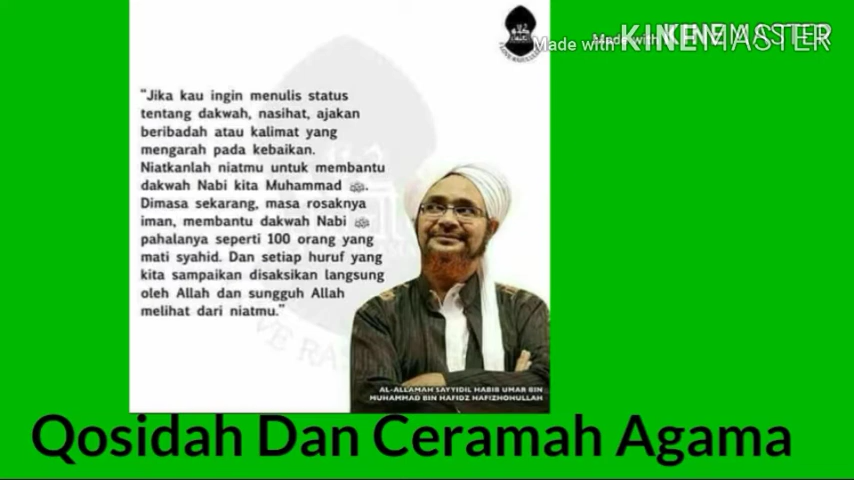 Made with KINEMASTER
Made with KINEMASTER
"Jika kau ingin menulis status
tentang dakwah, nasihat, ajakan
beribadah atau kalimat yang
mengarah pada kebaikan.
Niatkanlah niatmu untuk membantu
dakwah Nabi kita Muhammad ﷺ.
Dimasa sekarang, masa rosaknya
iman, membantu dakwah Nabi ﷺ
pahalanya seperti 100 orang yang
mati syahid. Dan setiap huruf yang
kita sampaikan disaksikan langsung
oleh Allah dan sungguh Allah
melihat dari niatmu."
AL-ALLAMAH SAYYIDIL HABIB UMAR BIN
MUHAMMAD BIN HAFIDZ HAFIZHOHULLAH
Qosidah Dan Ceramah Agama